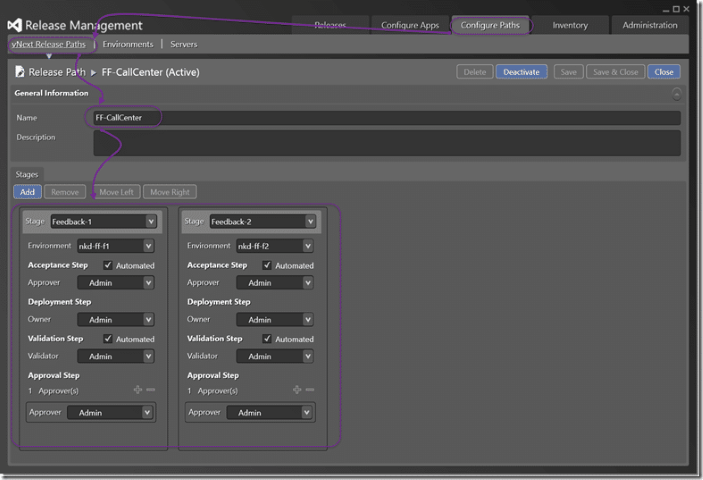 Release Management
Releases Configure Apps Configure Paths Inventory Administration
vNext Release Paths | Environments | Servers
Release Path ▸ FF-CallCenter (Active) Delete Deactivate Save Save & Close Close
General Information
Name FF-CallCenter
Description
Stages
Add Remove Move Left Move Right
Stage Feedback-1 Stage Feedback-2
Environment nkd-ff-f1 Environment nkd-ff-f2
Acceptance Step Automated Acceptance Step Automated
Approver Admin Approver Admin
Deployment Step Deployment Step
Owner Admin Owner Admin
Validation Step Automated Validation Step Automated
Validator Admin Validator Admin
Approval Step Approval Step
1 Approver(s) 1 Approver(s)
Approver Admin Approver Admin